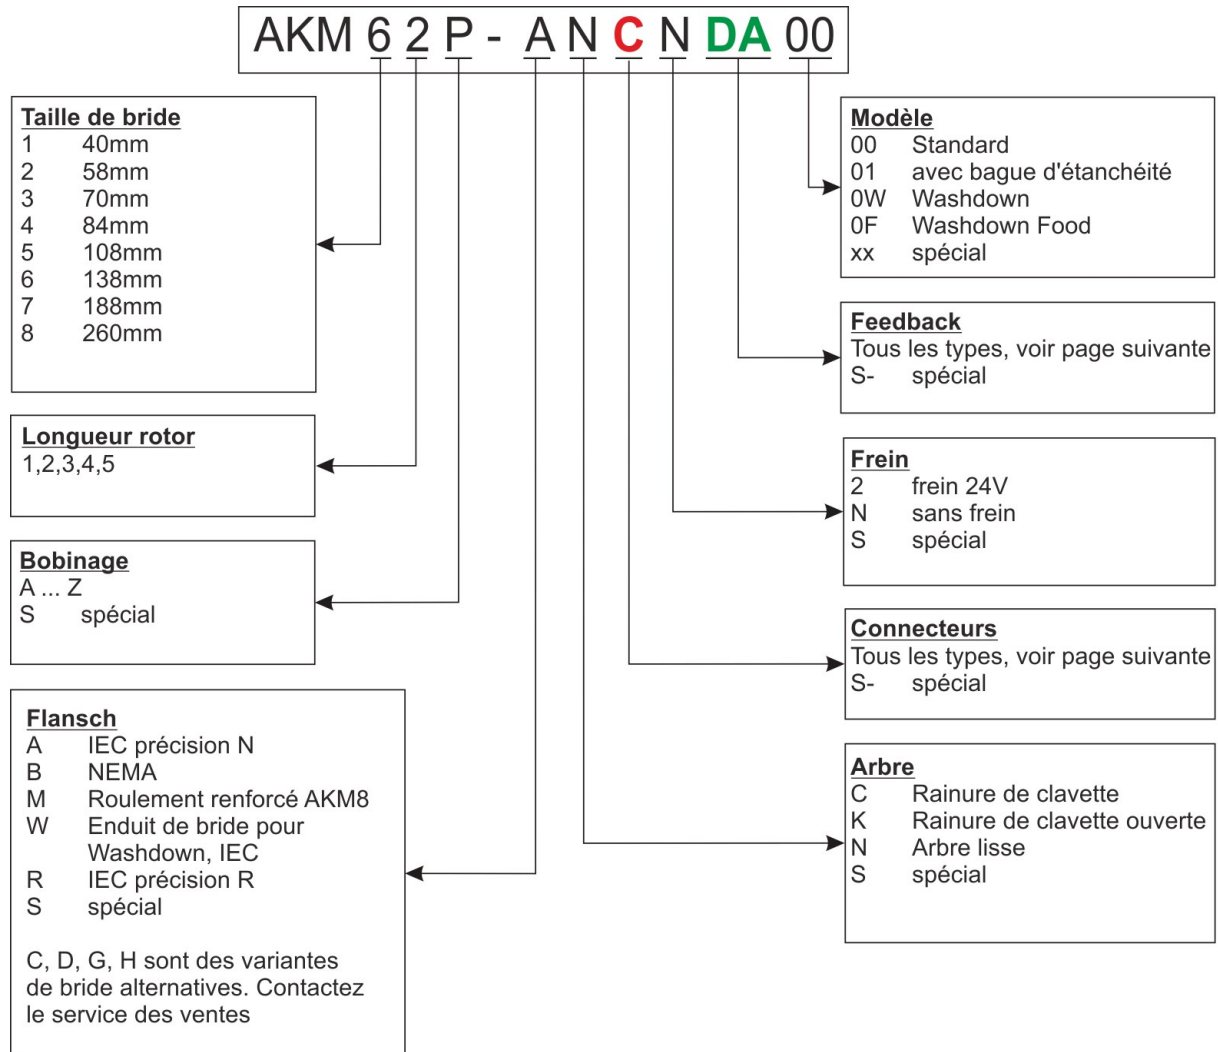 AKM 6 2 P - A N C N DA 00
Taille de bride
1 40mm
2 58mm
3 70mm
4 84mm
5 108mm
6 138mm
7 188mm
8 260mm
Longueur rotor
1,2,3,4,5
Bobinage
A ... Z
S spécial
Flansch
A IEC précision N
B NEMA
M Roulement renforcé AKM8
W Enduit de bride pour
Washdown, IEC
R IEC précision R
S spécial
C, D, G, H sont des variantes
de bride alternatives. Contactez
le service des ventes
Modèle
00 Standard
01 avec bague d'étanchéité
0W Washdown
0F Washdown Food
xx spécial
Feedback
Tous les types, voir page suivante
S- spécial
Frein
2 frein 24V
N sans frein
S spécial
Connecteurs
Tous les types, voir page suivante
S- spécial
Arbre
C Rainure de clavette
K Rainure de clavette ouverte
N Arbre lisse
S spécial